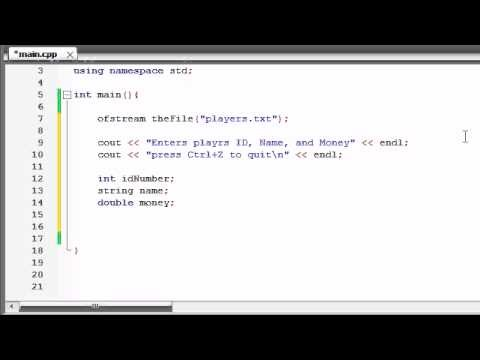 *main.cpp X
3 using namespace std;
4
5 int main(){
6
7 ofstream theFile("players.txt");
8
9 cout << "Enters playrs ID, Name, and Money" << endl;
10 cout << "press Ctrl+Z to quit\n" << endl;
11
12 int idNumber;
13 string name;
14 double money;
15
16
17
18 }
19
20
21